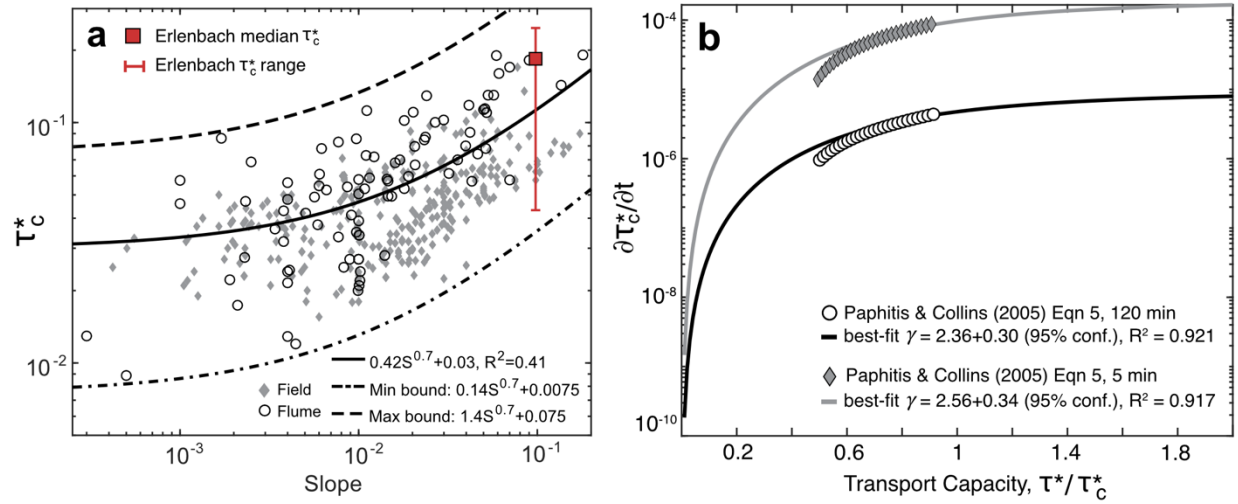 a
Erlenbach median τ*c
Erlenbach τ*c range
τ*c
10⁻¹
10⁻²
0.42S^0.7+0.03, R²=0.41
Field
Min bound: 0.14S^0.7+0.0075
Flume
Max bound: 1.4S^0.7+0.075
10⁻³
10⁻²
10⁻¹
Slope
b
∂τ*c/∂t
10⁻⁴
10⁻⁶
10⁻⁸
10⁻¹⁰
Paphitis & Collins (2005) Eqn 5, 120 min
best-fit γ = 2.36+0.30 (95% conf.), R² = 0.921
Paphitis & Collins (2005) Eqn 5, 5 min
best-fit γ = 2.56+0.34 (95% conf.), R² = 0.917
0.2
0.6
1
1.4
1.8
Transport Capacity, τ*/τ*c